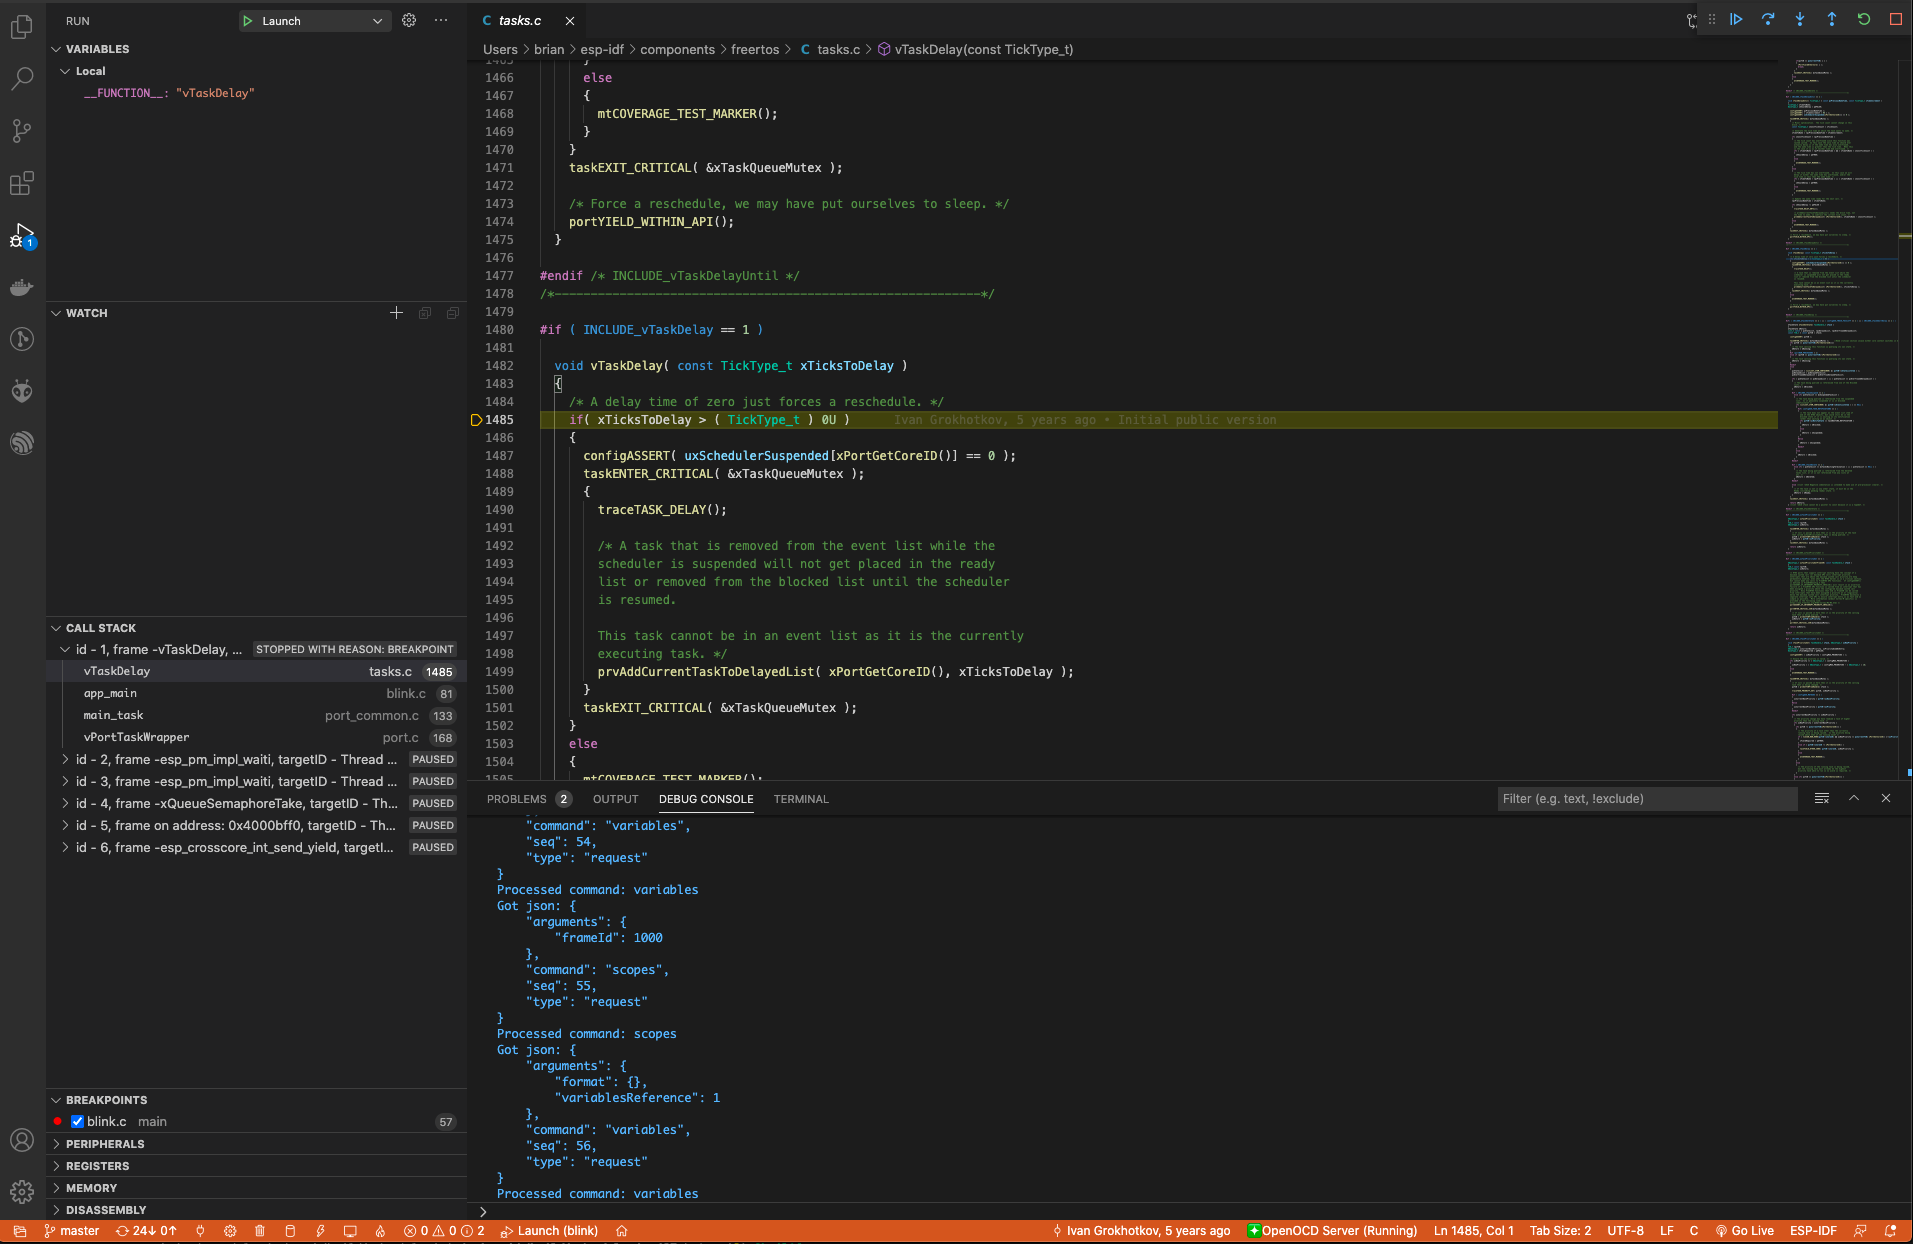 RUN
Launch
VARIABLES
Local
__FUNCTION__: "vTaskDelay"
WATCH
CALL STACK
id - 1, frame -vTaskDelay, ... STOPPED WITH REASON: BREAKPOINT
vTaskDelay tasks.c 1485
app_main blink.c 81
main_task port_common.c 133
vPortTaskWrapper port.c 168
id - 2, frame -esp_pm_impl_waiti, targetID - Thread ... PAUSED
id - 3, frame -esp_pm_impl_waiti, targetID - Thread ... PAUSED
id - 4, frame -xQueueSemaphoreTake, targetID - Th... PAUSED
id - 5, frame on address: 0x4000bff0, targetID - Th... PAUSED
id - 6, frame -esp_crosscore_int_send_yield, targetI... PAUSED
BREAKPOINTS
blink.c main 57
PERIPHERALS
REGISTERS
MEMORY
DISASSEMBLY
1
C tasks.c
Users > brian > esp-idf > components > freertos > C tasks.c > vTaskDelay(const TickType_t)
1465 }
1466 else
1467 {
1468 mtCOVERAGE_TEST_MARKER();
1469 }
1470 }
1471 taskEXIT_CRITICAL( &xTaskQueueMutex );
1472
1473 /* Force a reschedule, we may have put ourselves to sleep. */
1474 portYIELD_WITHIN_API();
1475 }
1476
1477 #endif /* INCLUDE_vTaskDelayUntil */
1478 /*-----------------------------------------------------------*/
1479
1480 #if ( INCLUDE_vTaskDelay == 1 )
1481
1482 void vTaskDelay( const TickType_t xTicksToDelay )
1483 {
1484 /* A delay time of zero just forces a reschedule. */
1485 if( xTicksToDelay > ( TickType_t ) 0U ) Ivan Grokhotkov, 5 years ago • Initial public version
1486 {
1487 configASSERT( uxSchedulerSuspended[xPortGetCoreID()] == 0 );
1488 taskENTER_CRITICAL( &xTaskQueueMutex );
1489 {
1490 traceTASK_DELAY();
1491
1492 /* A task that is removed from the event list while the
1493 scheduler is suspended will not get placed in the ready
1494 list or removed from the blocked list until the scheduler
1495 is resumed.
1496
1497 This task cannot be in an event list as it is the currently
1498 executing task. */
1499 prvAddCurrentTaskToDelayedList( xPortGetCoreID(), xTicksToDelay );
1500 }
1501 taskEXIT_CRITICAL( &xTaskQueueMutex );
1502 }
1503 else
1504 {
1505 mtCOVERAGE_TEST_MARKER();
PROBLEMS 2 OUTPUT DEBUG CONSOLE TERMINAL Filter (e.g. text, !exclude)
"command": "variables",
"seq": 54,
"type": "request"
}
Processed command: variables
Got json: {
"arguments": {
"frameId": 1000
},
"command": "scopes",
"seq": 55,
"type": "request"
}
Processed command: scopes
Got json: {
"arguments": {
"format": {},
"variablesReference": 1
},
"command": "variables",
"seq": 56,
"type": "request"
}
Processed command: variables
>
master 24↓ 0↑ 0 0 2 Launch (blink) Ivan Grokhotkov, 5 years ago OpenOCD Server (Running) Ln 1485, Col 1 Tab Size: 2 UTF-8 LF C Go Live ESP-IDF